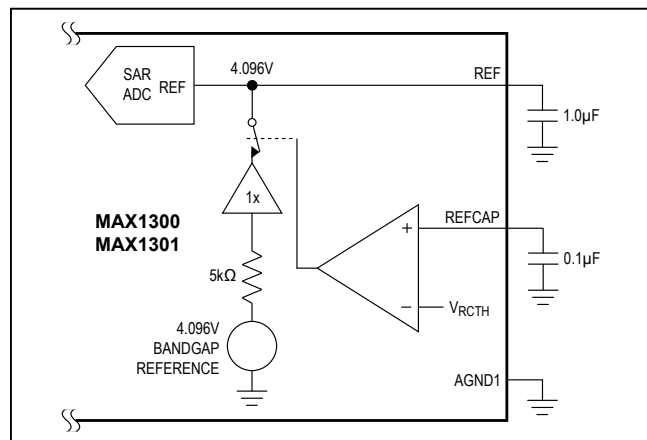 SAR
ADC
REF
4.096V
REF
1.0µF
1x
MAX1300
MAX1301
REFCAP
+
0.1µF
5kΩ
−
VRCTH
4.096V
BANDGAP
REFERENCE
AGND1